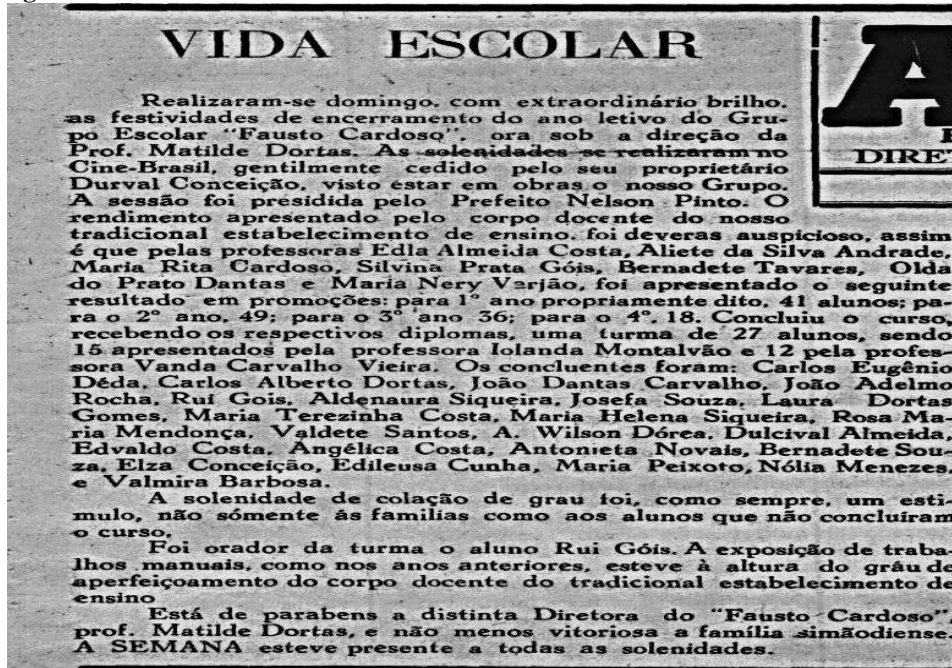 VIDA ESCOLAR
A
DIRE
Realizaram-se domingo, com extraordinário brilho,
as festividades de encerramento do ano letivo do Gru-
po Escolar "Fausto Cardoso", ora sob a direção da
Prof. Matilde Dortas. As solenidades se realizaram no
Cine-Brasil, gentilmente cedido pelo seu proprietário
Durval Conceição, visto estar em obras o nosso Grupo.
A sessão foi presidida pelo Prefeito Nelson Pinto. O
rendimento apresentado pelo corpo docente do nosso
tradicional estabelecimento de ensino, foi deveras auspicioso, assim
é que pelas professoras Edla Almeida Costa, Aliete da Silva Andrade,
Maria Rita Cardoso, Silvina Prata Góis, Bernadete Tavares, Olda
do Prato Dantas e Maria Nery Varjão, foi apresentado o seguinte
resultado em promoções: para 1º ano propriamente dito, 41 alunos; pa
ra o 2º ano, 49; para o 3º ano 36; para o 4º, 18. Concluiu o curso,
recebendo os respectivos diplomas, uma turma de 27 alunos, sendo
15 apresentados pela professora Iolanda Montalvão e 12 pela profes-
sora Vanda Carvalho Vieira. Os concluentes foram: Carlos Eugênio
Déda, Carlos Alberto Dortas, João Dantas Carvalho, João Adelmo
Rocha, Rui Gois, Aldenaura Siqueira, Josefa Souza, Laura Dortas
Gomes, Maria Terezinha Costa, Maria Helena Siqueira, Rosa Ma
ria Mendonça, Valdete Santos, A. Wilson Dórea, Dulcival Almeida
Edvaldo Costa, Angélica Costa, Antonieta Novais, Bernadete Sou-
za, Elza Conceição, Edileusa Cunha, Maria Peixoto, Nólia Menezes,
e Valmira Barbosa.
A solenidade de colação de grau foi, como sempre, um esti-
mulo, não sómente ás familias como aos alunos que não concluíram
o curso,
Foi orador da turma o aluno Rui Góis. A exposição de traba-
lhos manuais, como nos anos anteriores, esteve à altura do gráu de
aperfeiçoamento do corpo docente do tradicional estabelecimento de
ensino
Está de parabens a distinta Diretora do "Fausto Cardoso"
prof. Matilde Dortas, e não menos vitoriosa a família simãodiense
A SEMANA esteve presente a todas as solenidades.